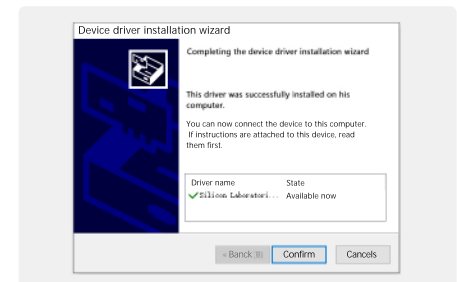 Device driver installation wizard
Completing the device driver installation wizard
This driver was successfully installed on his
computer.
You can now connect the device to this computer.
If instructions are attached to this device, read
them first.
Driver name State
Silicon Laboratori... Available now
< Banck (B) Confirm Cancels